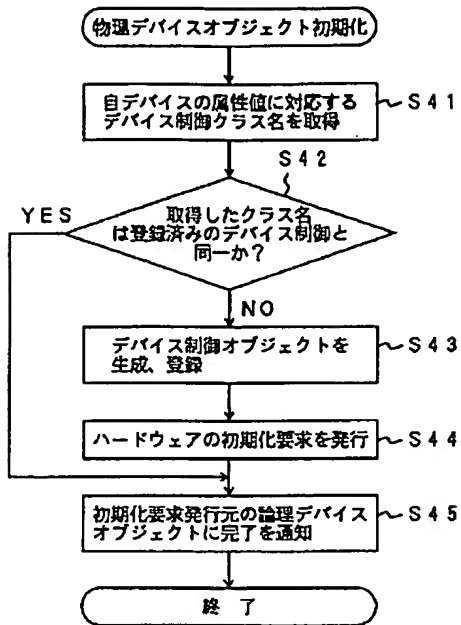 物理デバイスオブジェクト初期化
自デバイスの属性値に対応する
デバイス制御クラス名を取得
S41
S42
YES
取得したクラス名
は登録済みのデバイス制御と
同一か?
NO
デバイス制御オブジェクトを
生成、登録
S43
ハードウェアの初期化要求を発行
S44
初期化要求発行元の論理デバイス
オブジェクトに完了を通知
S45
終了